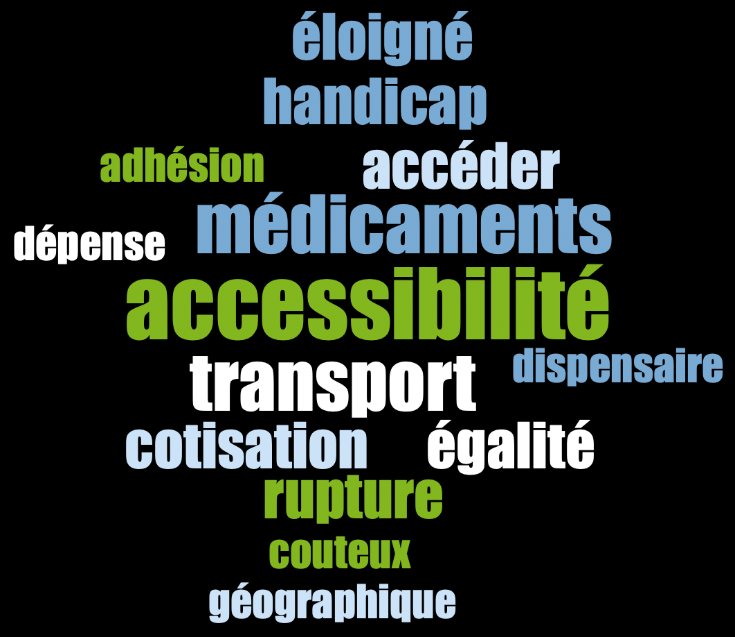 éloigné
handicap
adhésion accéder
dépense médicaments
accessibilité
transport dispensaire
cotisation égalité
rupture
couteux
géographique